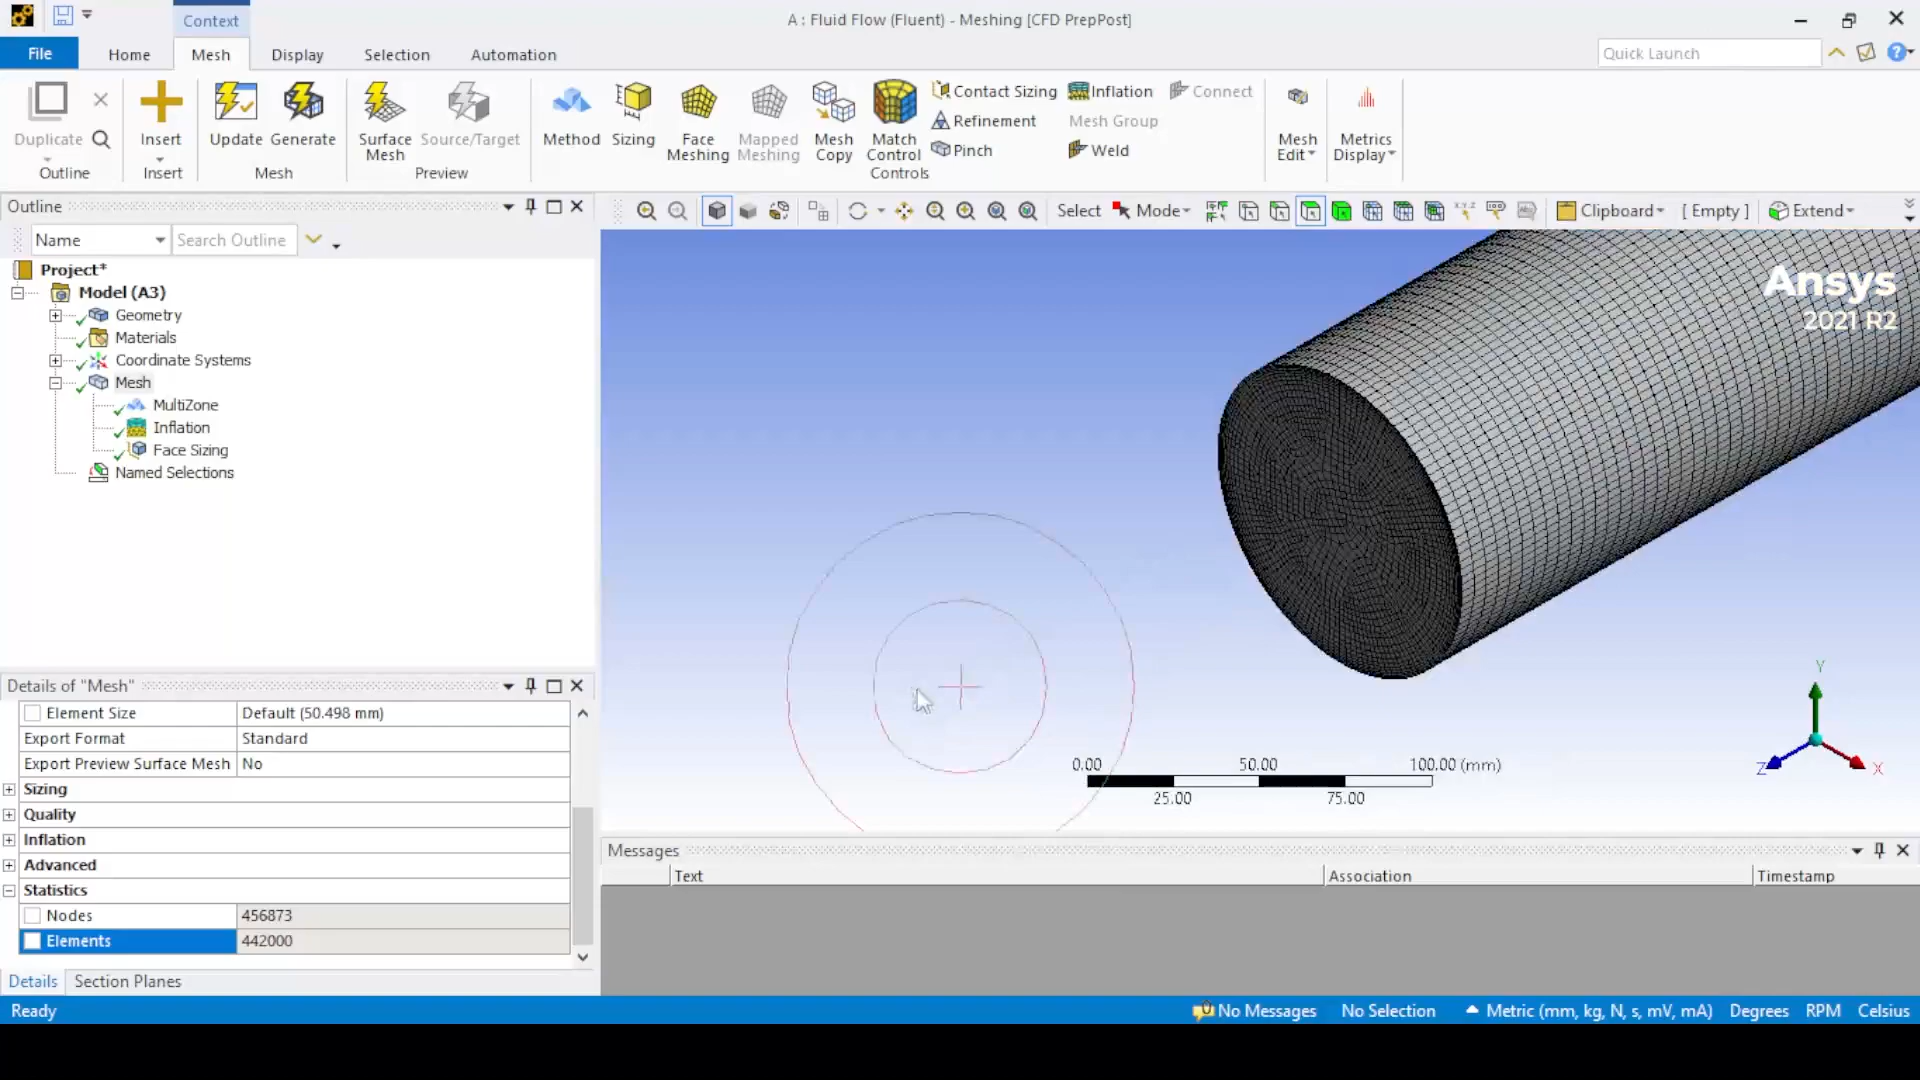 Context
A : Fluid Flow (Fluent) - Meshing [CFD PrepPost]
File
Home
Mesh
Display
Selection
Automation
Quick Launch
Duplicate
Outline
Insert
Insert
Update
Generate
Mesh
Surface
Mesh
Source/Target
Preview
Method
Sizing
Face
Meshing
Mapped
Meshing
Mesh
Copy
Match
Control
Contact Sizing
Refinement
Pinch
Inflation
Mesh Group
Weld
Connect
Controls
Mesh
Edit
Metrics
Display
Outline
Name
Search Outline
Select
Mode
Clipboard
[ Empty ]
Extend
Project*
Model (A3)
Geometry
Materials
Coordinate Systems
Mesh
MultiZone
Inflation
Face Sizing
Named Selections
Ansys
2021 R2
Y
Z
X
0.00 50.00 100.00 (mm)
25.00 75.00
Details of "Mesh"
Element Size Default (50.498 mm)
Export Format Standard
Export Preview Surface Mesh No
Sizing
Quality
Inflation
Advanced
Statistics
Nodes 456873
Elements 442000
Details
Section Planes
Messages
Text Association Timestamp
Ready
No Messages
No Selection
Metric (mm, kg, N, s, mV, mA)
Degrees
RPM
Celsius